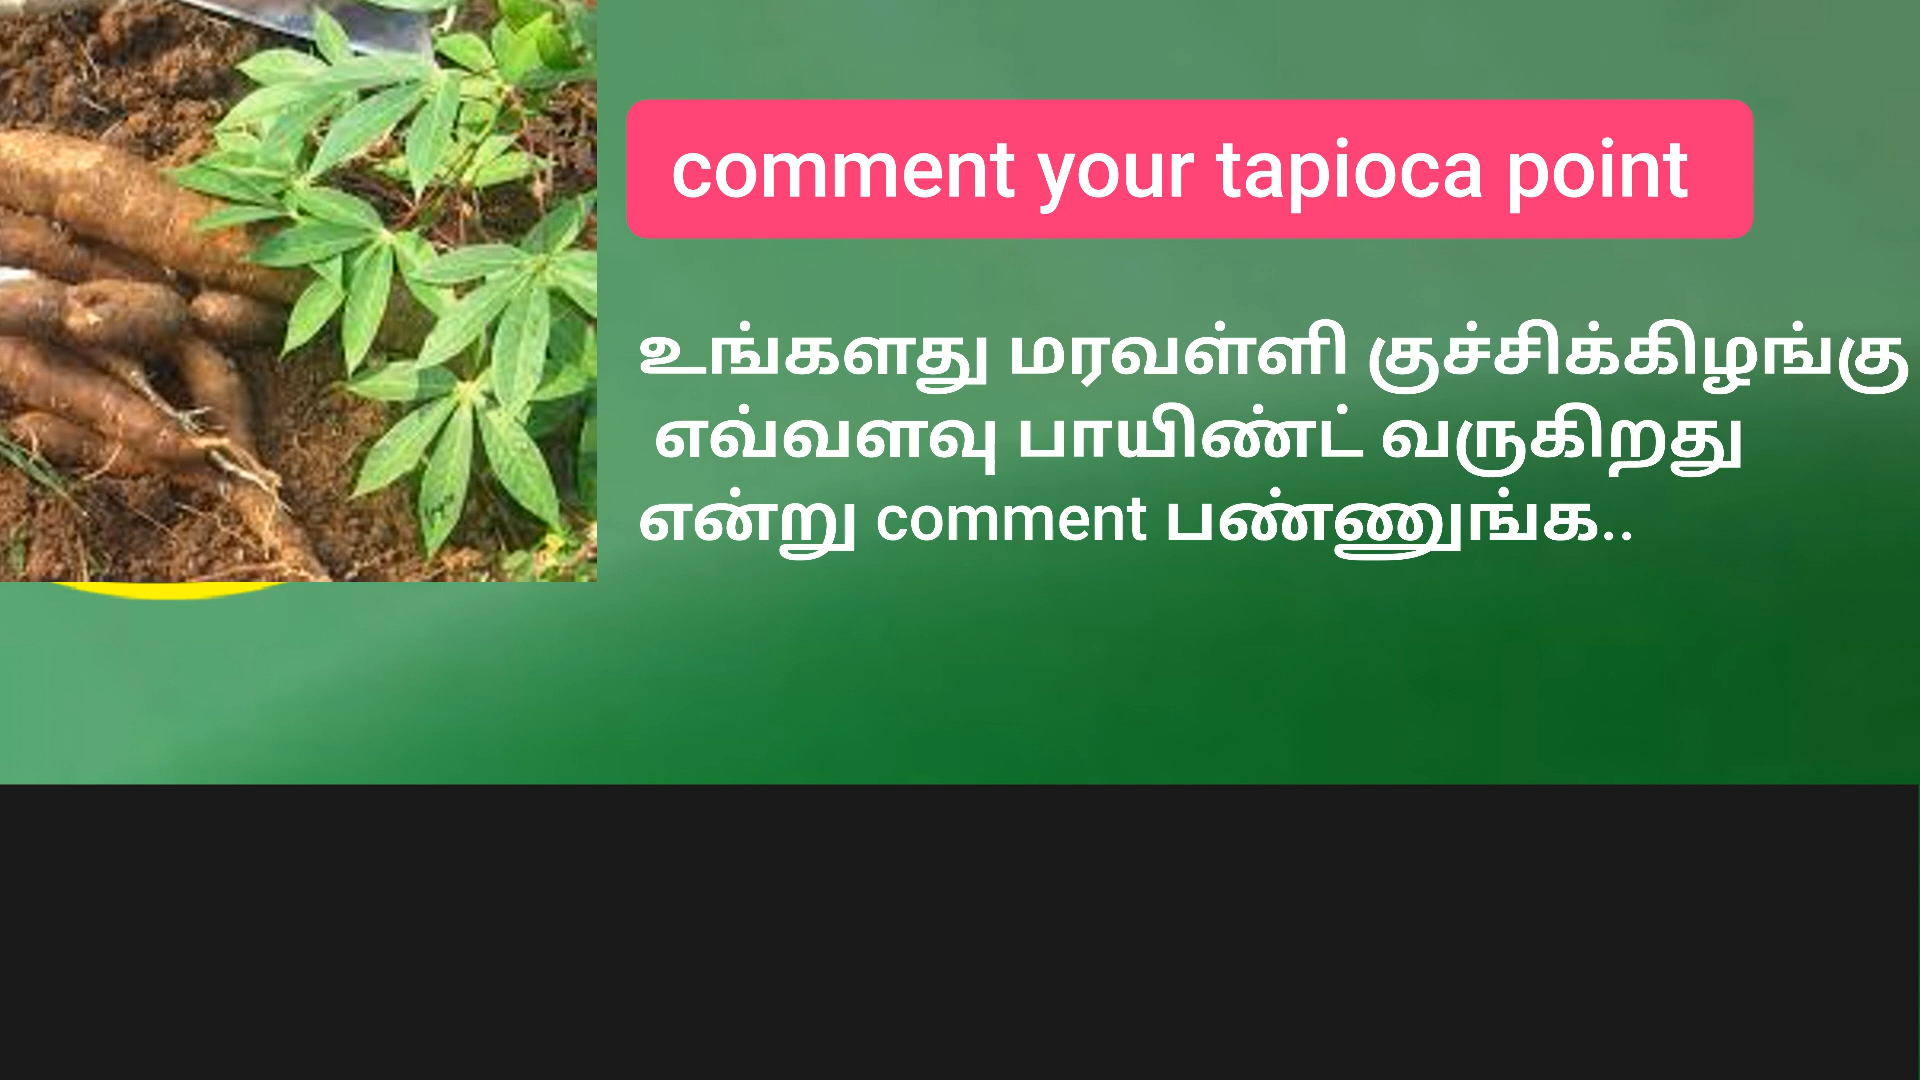 comment your tapioca point
உங்களது மரவள்ளி குச்சிக்கிழங்கு
எவ்வளவு பாயிண்ட் வருகிறது
என்று comment பண்ணுங்க..